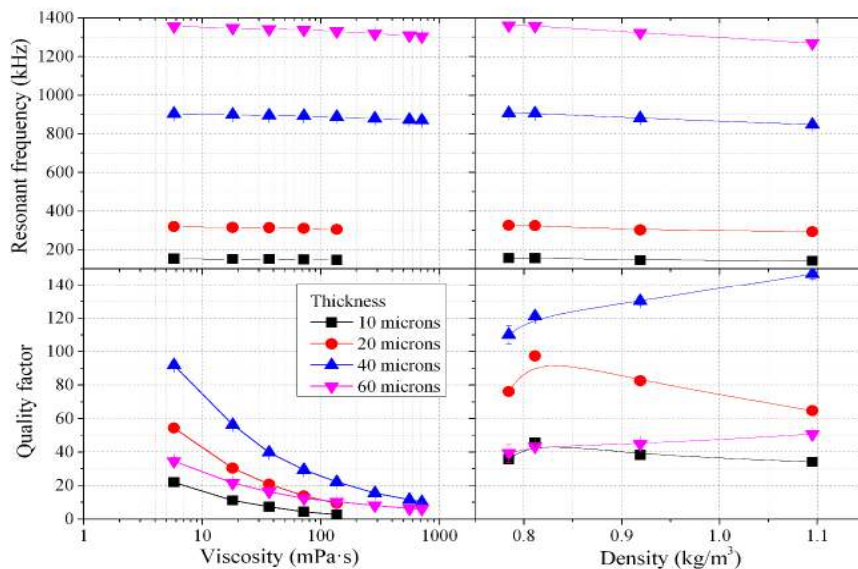 Resonant frequency (kHz)
1400
1200
1000
800
600
400
200
Quality factor
140
120
100
80
60
40
20
0
Thickness
10 microns
20 microns
40 microns
60 microns
1 10 100 1000
0.8 0.9 1.0 1.1
Viscosity (mPa·s)
Density (kg/m³)